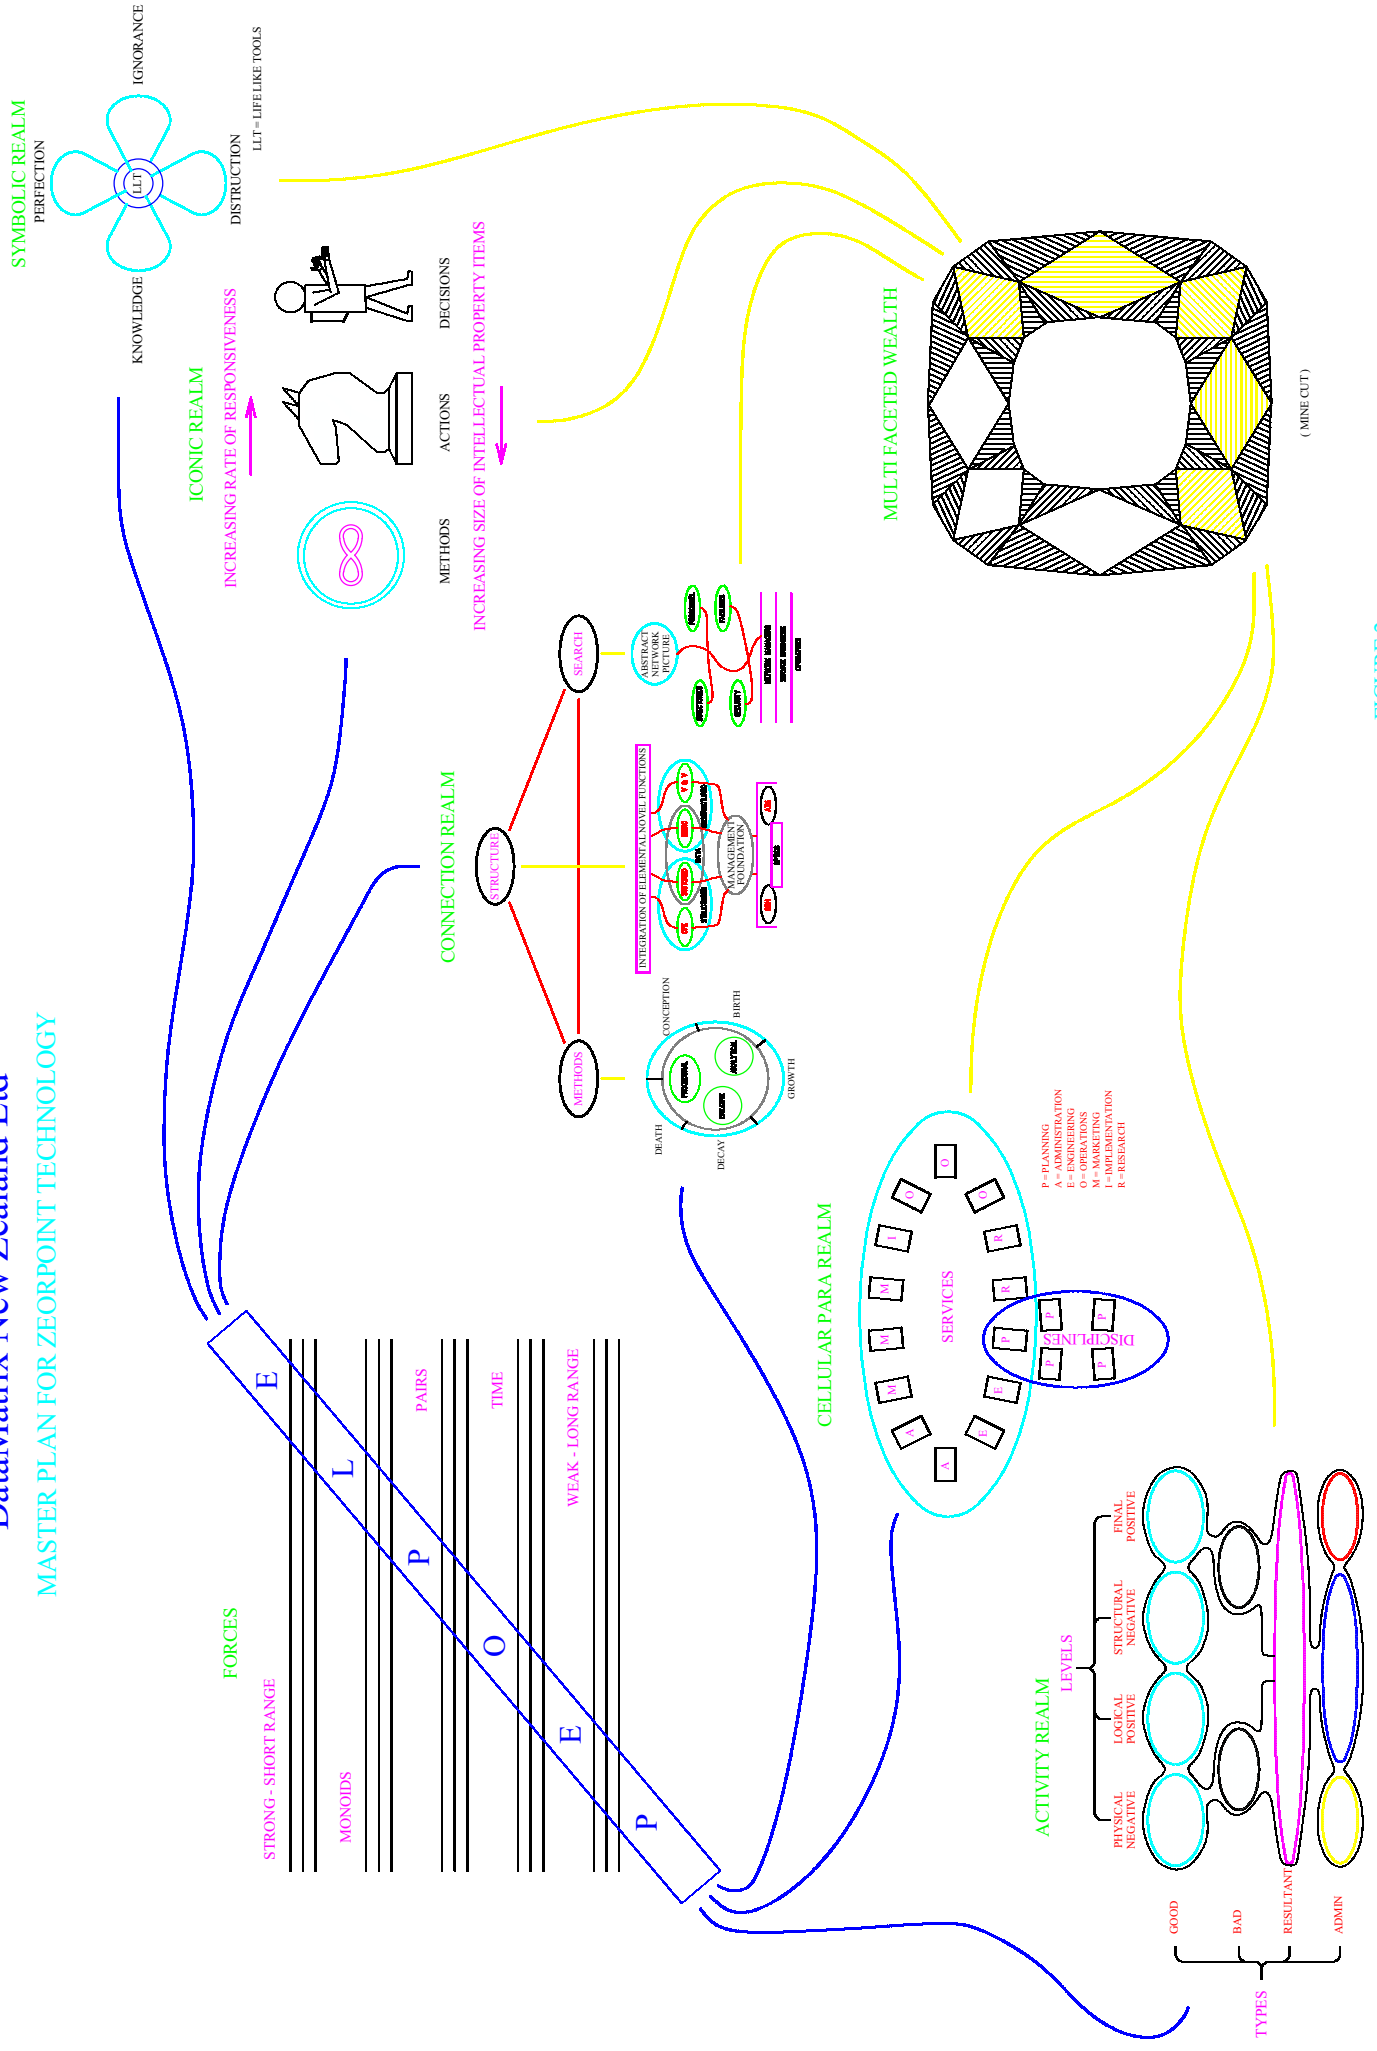 DataMatrix New Zealand Ltd
MASTER PLAN FOR ZEORPOINT TECHNOLOGY
SYMBOLIC REALM
PERFECTION
KNOWLEDGE
LLT
IGNORANCE
DISTRUCTION
LLT = LIFE LIKE TOOLS
ICONIC REALM
INCREASING RATE OF RESPONSIVENESS
METHODS
ACTIONS
DECISIONS
INCREASING SIZE OF INTELLECTUAL PROPERTY ITEMS
FORCES
STRONG - SHORT RANGE
MONOIDS
PAIRS
TIME
WEAK - LONG RANGE
P E O P L E
CONNECTION REALM
STRUCTURE
METHODS
SEARCH
CONCEPTION
BIRTH
GROWTH
DECAY
DEATH
INTEGRATION OF ELEMENTAL NOVEL FUNCTIONS
MANAGEMENT
FOUNDATION
ABSTRACT
NETWORK
PICTURE
CELLULAR PARA REALM
A
A
M
M
M
I
O
O
E
E
P
R
R
O
SERVICES
P
P
P
P
DISCIPLINES
P = PLANNING
A = ADMINISTRATION
E = ENGINEERING
O = OPERATIONS
M = MARKETING
I = IMPLEMENTATION
R = RESEARCH
MULTI FACETED WEALTH
( MINE CUT )
ACTIVITY REALM
LEVELS
PHYSICAL
NEGATIVE
LOGICAL
POSITIVE
STRUCTURAL
NEGATIVE
FINAL
POSITIVE
TYPES
GOOD
BAD
RESULTANT
ADMIN